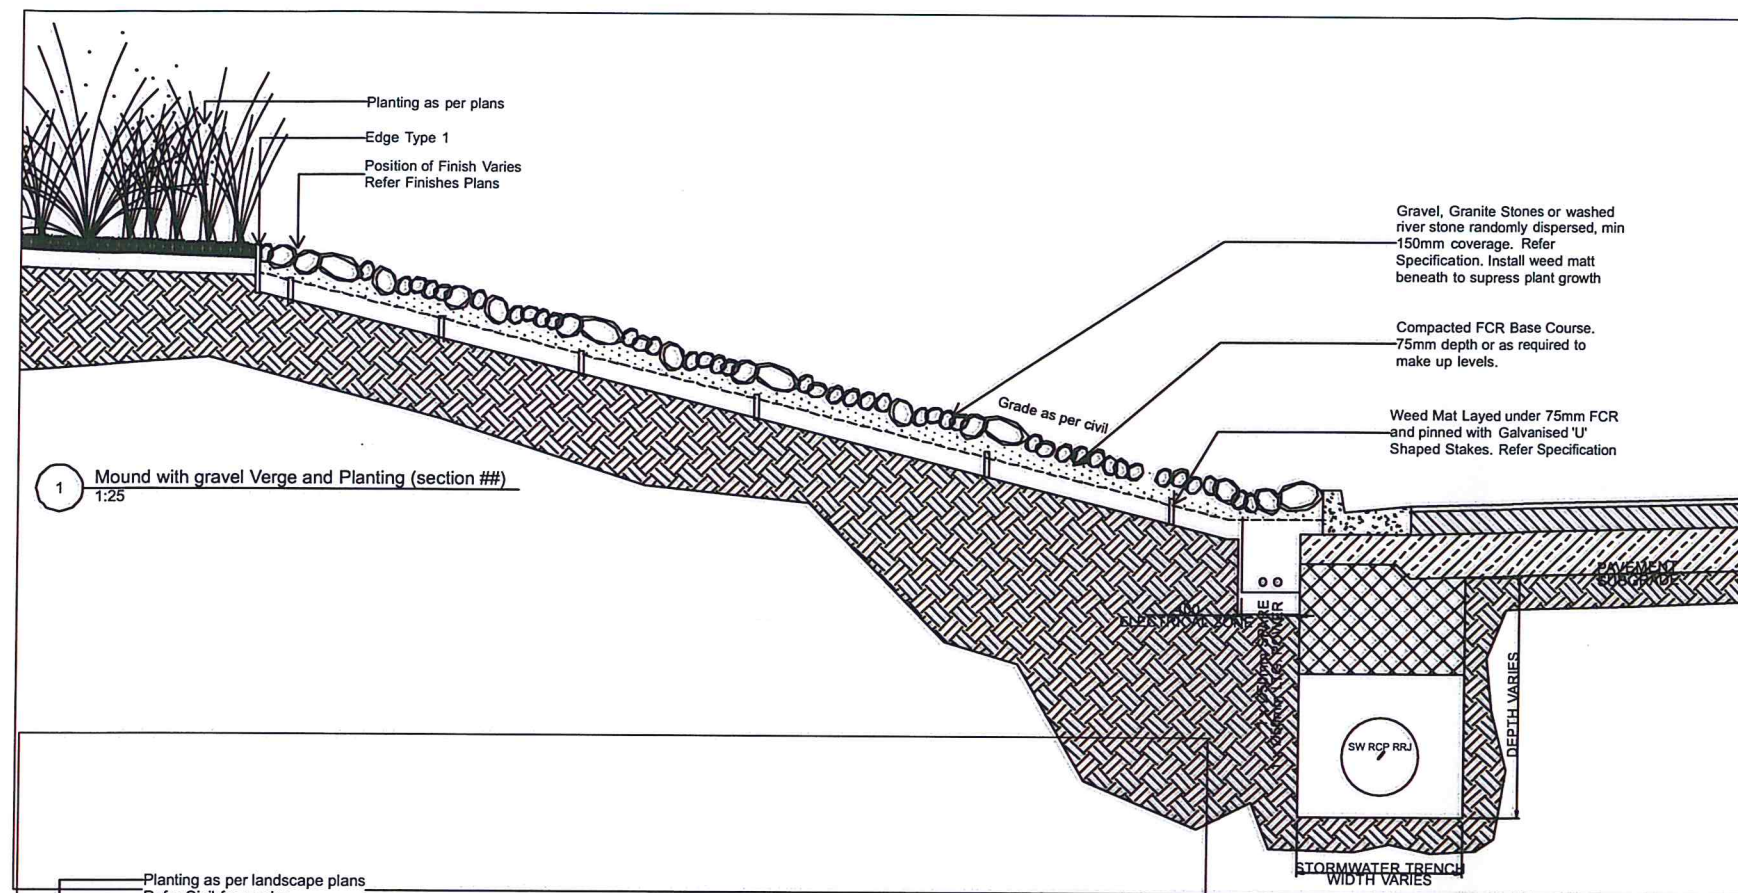 Planting as per plans
Edge Type 1
Position of Finish Varies
Refer Finishes Plans
Gravel, Granite Stones or washed
river stone randomly dispersed, min
150mm coverage. Refer
Specification. Install weed matt
beneath to supress plant growth
Compacted FCR Base Course.
75mm depth or as required to
make up levels.
Grade as per civil
Weed Mat Layed under 75mm FCR
and pinned with Galvanised 'U'
Shaped Stakes. Refer Specification
1
Mound with gravel Verge and Planting (section ##)
1:25
PAVEMENT
SUBGRADE
400
ELECTRICAL ZONE
SPARE
POWER
DEPTH VARIES
SW RCP RRJ
STORMWATER TRENCH
WIDTH VARIES
Planting as per landscape plans